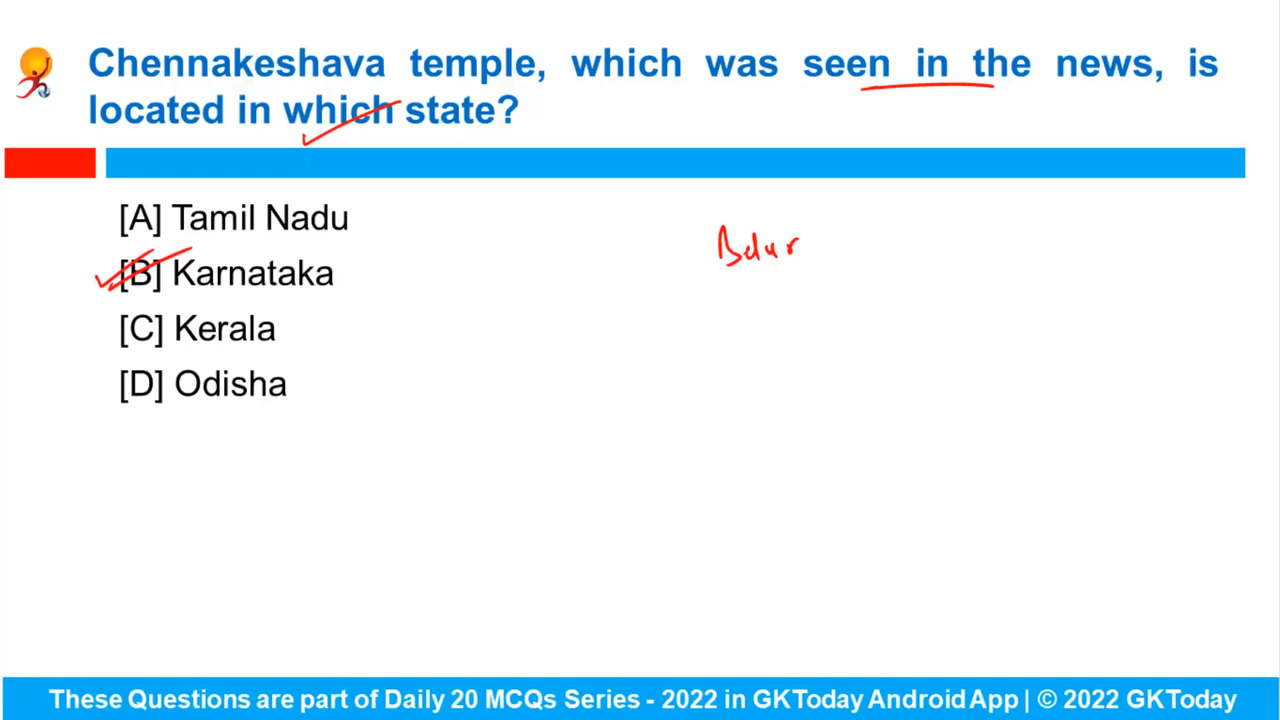 Chennakeshava temple, which was seen in the news, is
located in which state?
[A] Tamil Nadu
[B] Karnataka
[C] Kerala
[D] Odisha
Belur
These Questions are part of Daily 20 MCQs Series - 2022 in GKToday Android App | © 2022 GKToday